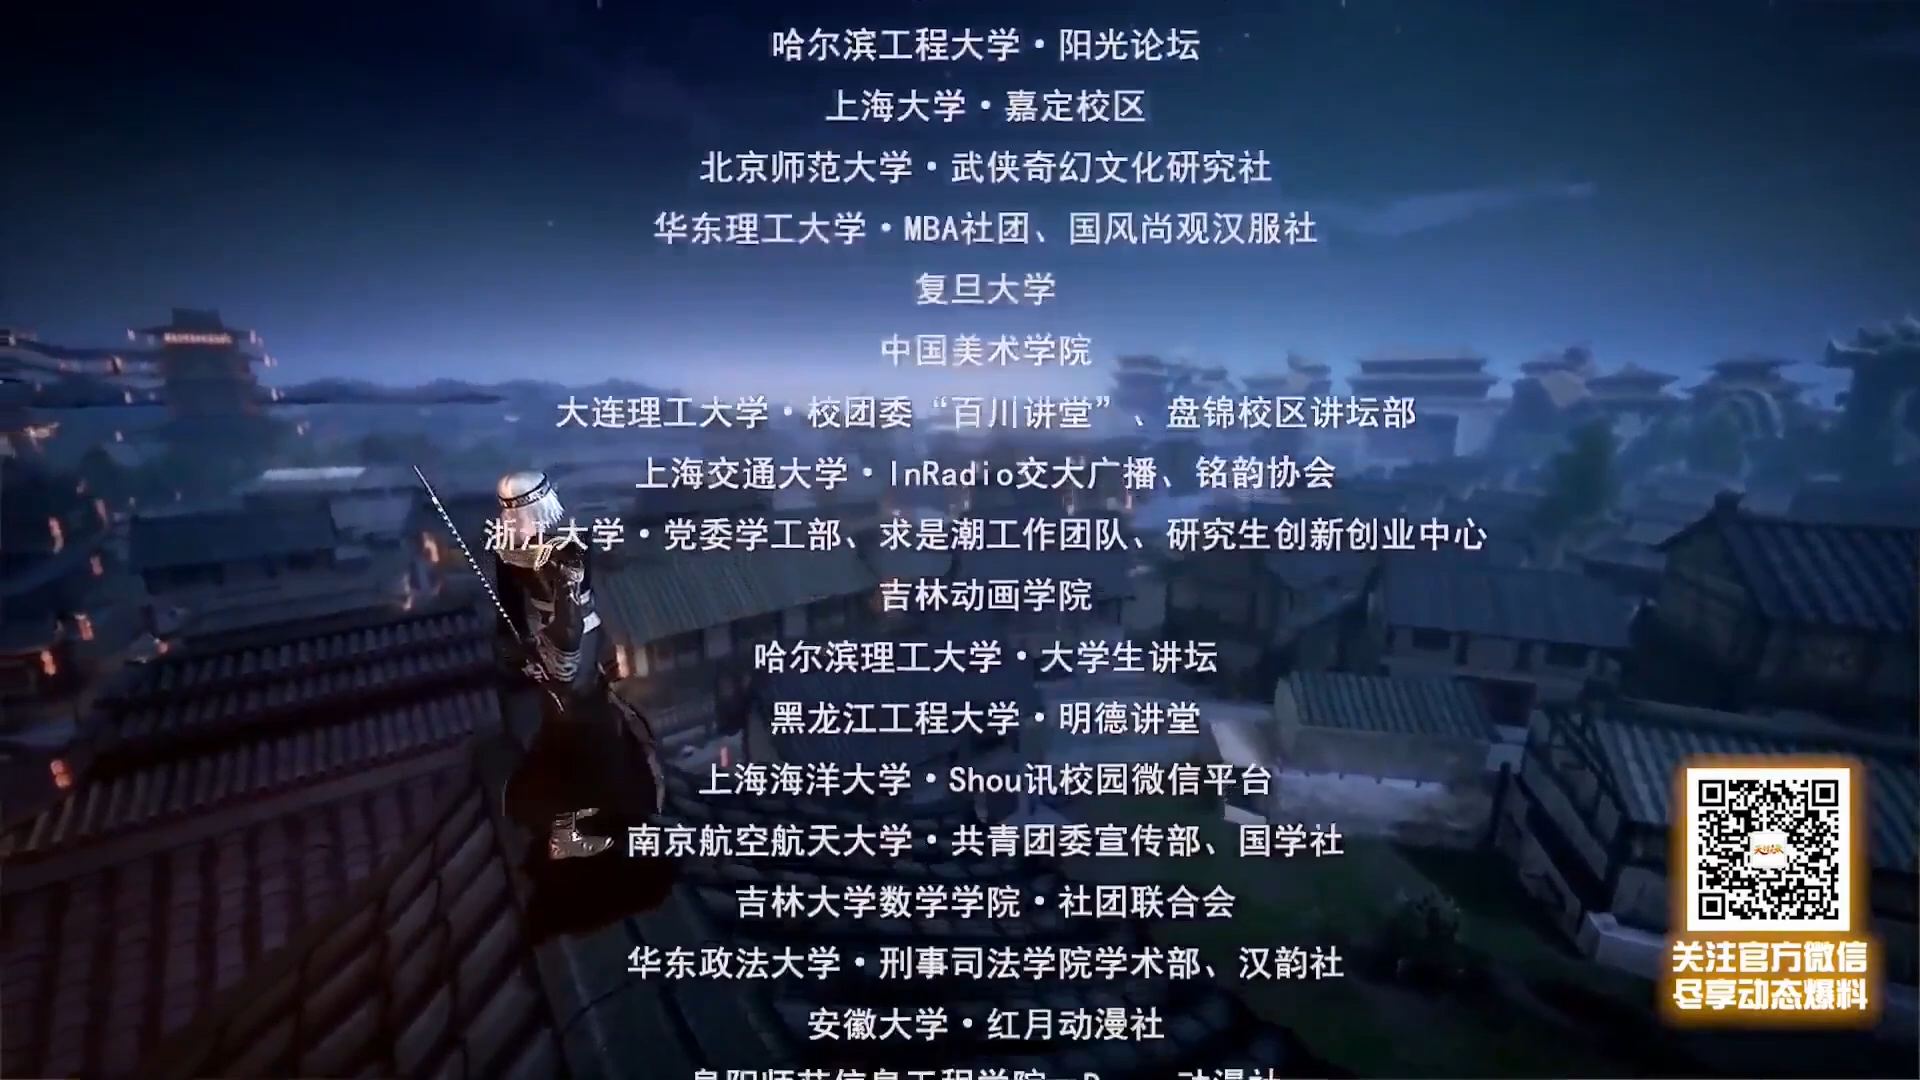 哈尔滨工程大学·阳光论坛
上海大学·嘉定校区
北京师范大学·武侠奇幻文化研究社
华东理工大学·MBA社团、国风尚观汉服社
复旦大学
中国美术学院
大连理工大学·校团委“百川讲堂”、盘锦校区讲坛部
上海交通大学·InRadio交大广播、铭韵协会
浙江大学·党委学工部、求是潮工作团队、研究生创新创业中心
吉林动画学院
哈尔滨理工大学·大学生讲坛
黑龙江工程大学·明德讲堂
上海海洋大学·Shou讯校园微信平台
南京航空航天大学·共青团委宣传部、国学社
吉林大学数学学院·社团联合会
华东政法大学·刑事司法学院学术部、汉韵社
安徽大学·红月动漫社
关注官方微信
尽享动态爆料